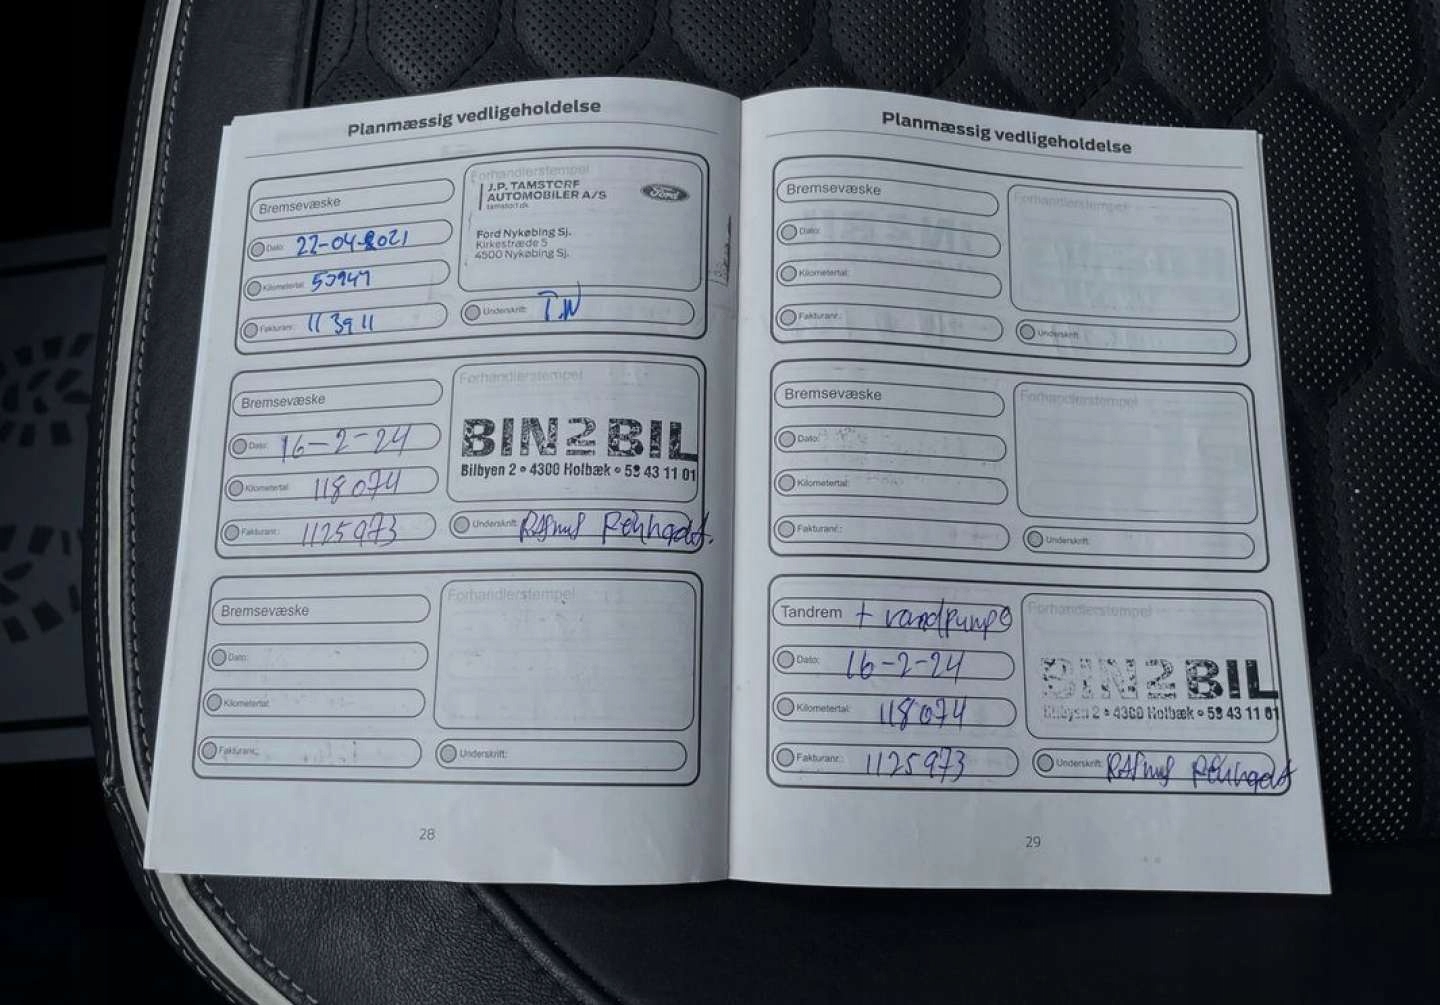 Planmæssig vedligeholdelse
Bremsevæske
Dato: 22-04-2021
Kilometertal:
Fakturanr.: 113911
Forhandlerstempel
J.P. TAMSTORF
AUTOMOBILER A/S
tamstorf.dk
Ford
Ford Nykøbing Sj.
Kirkestræde 5
4500 Nykøbing Sj.
Underskrift: T.W
Bremsevæske
Dato: 16-2-24
Kilometertal: 118074
Fakturanr.: 1125973
Forhandlerstempel
BIN2BIL
Bilbyen 2 • 4300 Holbæk • 59 43 11 01
Underskrift: Rasmus
Bremsevæske
Dato:
Kilometertal:
Fakturanr.:
Forhandlerstempel
Underskrift:
28
Planmæssig vedligeholdelse
Bremsevæske
Dato:
Kilometertal:
Fakturanr.:
Forhandlerstempel
Underskrift:
Bremsevæske
Dato:
Kilometertal:
Fakturanr.:
Forhandlerstempel
Underskrift:
Tandrem + vandpumpe
Dato: 16-2-24
Kilometertal: 118074
Fakturanr.: 1125973
Forhandlerstempel
BIN2BIL
Bilbyen 2 • 4300 Holbæk • 59 43 11 01
Underskrift: Rasmus
29